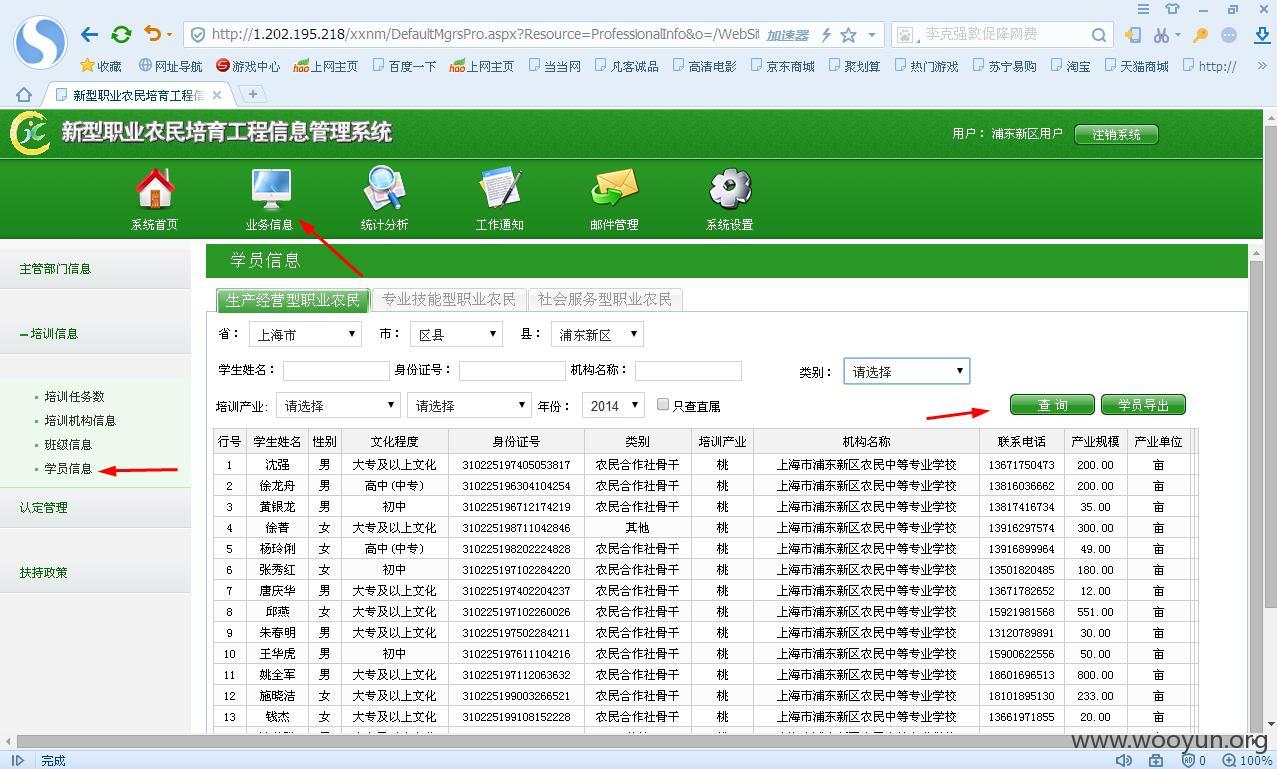 http://1.202.195.218/xxnm/DefaultMgrsPro.aspx?Resource=ProfessionalInfo&o=/WebSi 加速器 李克强敦促降网费
收藏 网址导航 游戏中心 上网主页 百度一下 上网主页 当当网 凡客诚品 高清电影 京东商城 聚划算 热门游戏 苏宁易购 淘宝 天猫商城 http://
新型职业农民培育工程信
新型职业农民培育工程信息管理系统 用户： 浦东新区用户 注销系统
系统首页 业务信息 统计分析 工作通知 邮件管理 系统设置
主管部门信息
培训信息
培训任务数
培训机构信息
班级信息
学员信息
认定管理
扶持政策
学员信息
生产经营型职业农民 专业技能型职业农民 社会服务型职业农民
省： 上海市 市： 区县 县： 浦东新区
学生姓名： 身份证号： 机构名称： 类别： 请选择
培训产业: 请选择 请选择 年份： 2014 只查直属 查询 学员导出
行号 学生姓名 性别 文化程度 身份证号 类别 培训产业 机构名称 联系电话 产业规模 产业单位
1 沈强 男 大专及以上文化 310225197405053817 农民合作社骨干 桃 上海市浦东新区农民中等专业学校 13671750473 200.00 亩
2 徐龙舟 男 高中(中专) 310225196304104254 农民合作社骨干 桃 上海市浦东新区农民中等专业学校 13816036662 200.00 亩
3 黄银龙 男 初中 310225196712174219 农民合作社骨干 桃 上海市浦东新区农民中等专业学校 13817416734 35.00 亩
4 徐菁 女 大专及以上文化 310225198711042846 其他 桃 上海市浦东新区农民中等专业学校 13916297574 300.00 亩
5 杨玲俐 女 高中(中专) 310225198202224828 农民合作社骨干 桃 上海市浦东新区农民中等专业学校 13916899964 49.00 亩
6 张秀红 女 初中 310225197102284220 农民合作社骨干 桃 上海市浦东新区农民中等专业学校 13501820485 180.00 亩
7 唐庆华 男 大专及以上文化 310225197402204237 农民合作社骨干 桃 上海市浦东新区农民中等专业学校 13671782652 12.00 亩
8 邱燕 女 大专及以上文化 310225197102260026 农民合作社骨干 桃 上海市浦东新区农民中等专业学校 15921981568 551.00 亩
9 朱春明 男 大专及以上文化 310225197502284211 农民合作社骨干 桃 上海市浦东新区农民中等专业学校 13120789891 30.00 亩
10 王华虎 男 初中 310225197611104216 农民合作社骨干 桃 上海市浦东新区农民中等专业学校 15900622556 50.00 亩
11 姚全军 男 大专及以上文化 310225197112063632 农民合作社骨干 桃 上海市浦东新区农民中等专业学校 18601696513 800.00 亩
12 施晓洁 女 大专及以上文化 310225199003266521 农民合作社骨干 桃 上海市浦东新区农民中等专业学校 18101895130 233.00 亩
13 钱杰 女 大专及以上文化 310225199108152228 农民合作社骨干 桃 上海市浦东新区农民中等专业学校 13661971855 20.00 亩
www.wooyun.org
完成 0 100%